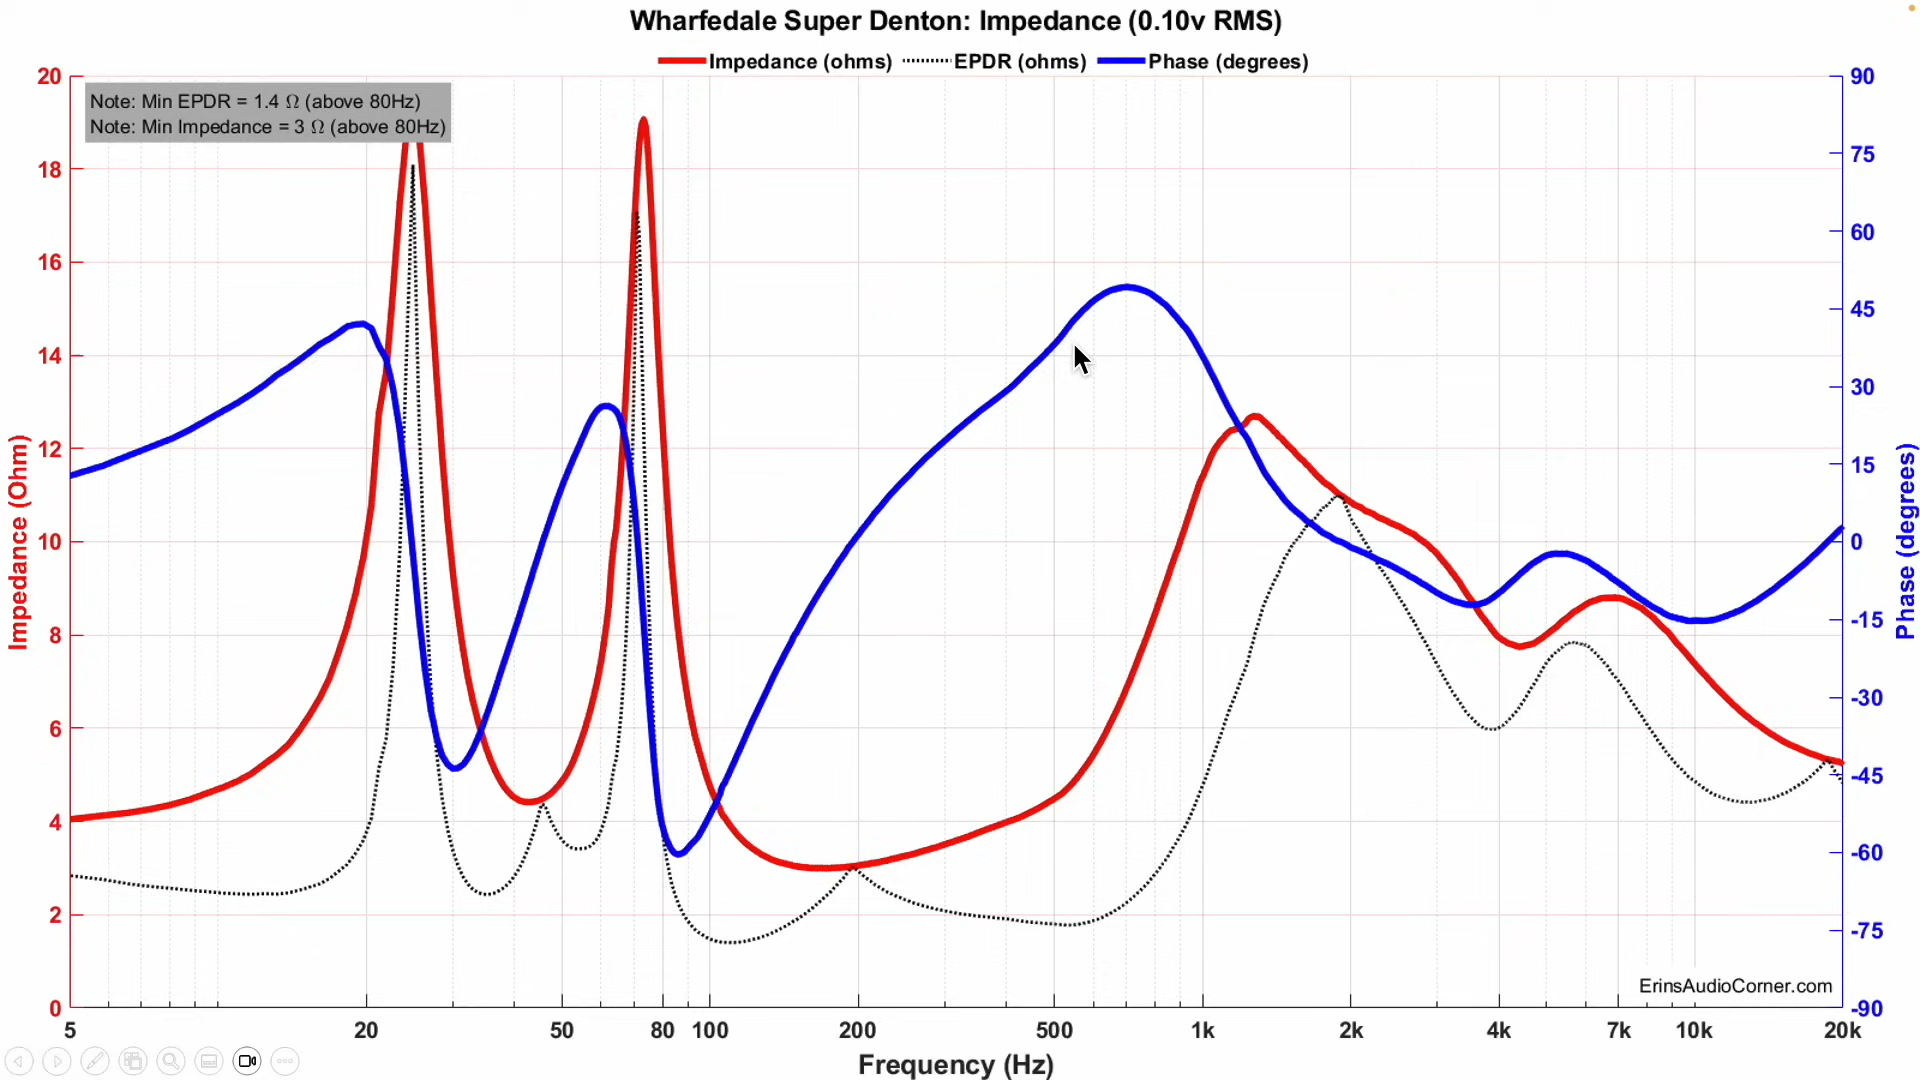 Wharfedale Super Denton: Impedance (0.10v RMS)
Impedance (ohms) EPDR (ohms) Phase (degrees)
Note: Min EPDR = 1.4 Ω (above 80Hz)
Note: Min Impedance = 3 Ω (above 80Hz)
20
18
16
14
12
10
8
6
4
2
0
Impedance (Ohm)
90
75
60
45
30
15
0
-15
-30
-45
-60
-75
-90
Phase (degrees)
ErinsAudioCorner.com
5 20 50 80 100 200 500 1k 2k 4k 7k 10k 20k
Frequency (Hz)